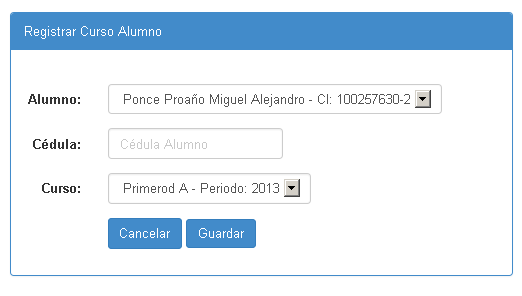 Registrar Curso Alumno
Alumno: Ponce Proaño Miguel Alejandro - CI: 100257630-2
Cédula: Cédula Alumno
Curso: Primerod A - Periodo: 2013
Cancelar Guardar